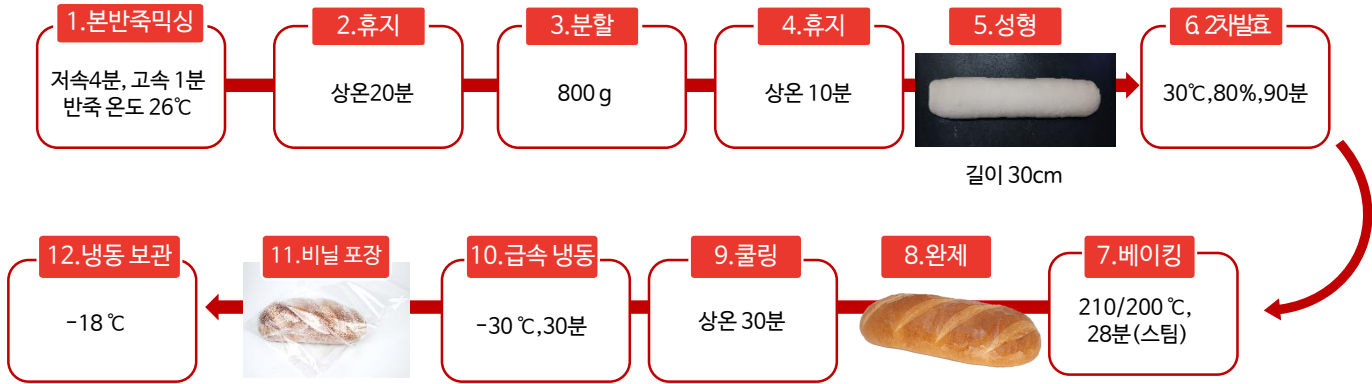 1.본반죽믹싱
저속4분, 고속 1분
반죽 온도 26℃
2.휴지
상온20분
3.분할
800 g
4.휴지
상온 10분
5.성형
길이 30cm
6.2차발효
30℃,80%,90분
7.베이킹
210/200 ℃,
28분(스팀)
8.완제
9.쿨링
상온 30분
10.급속 냉동
-30 ℃,30분
11.비닐 포장
12.냉동 보관
-18 ℃